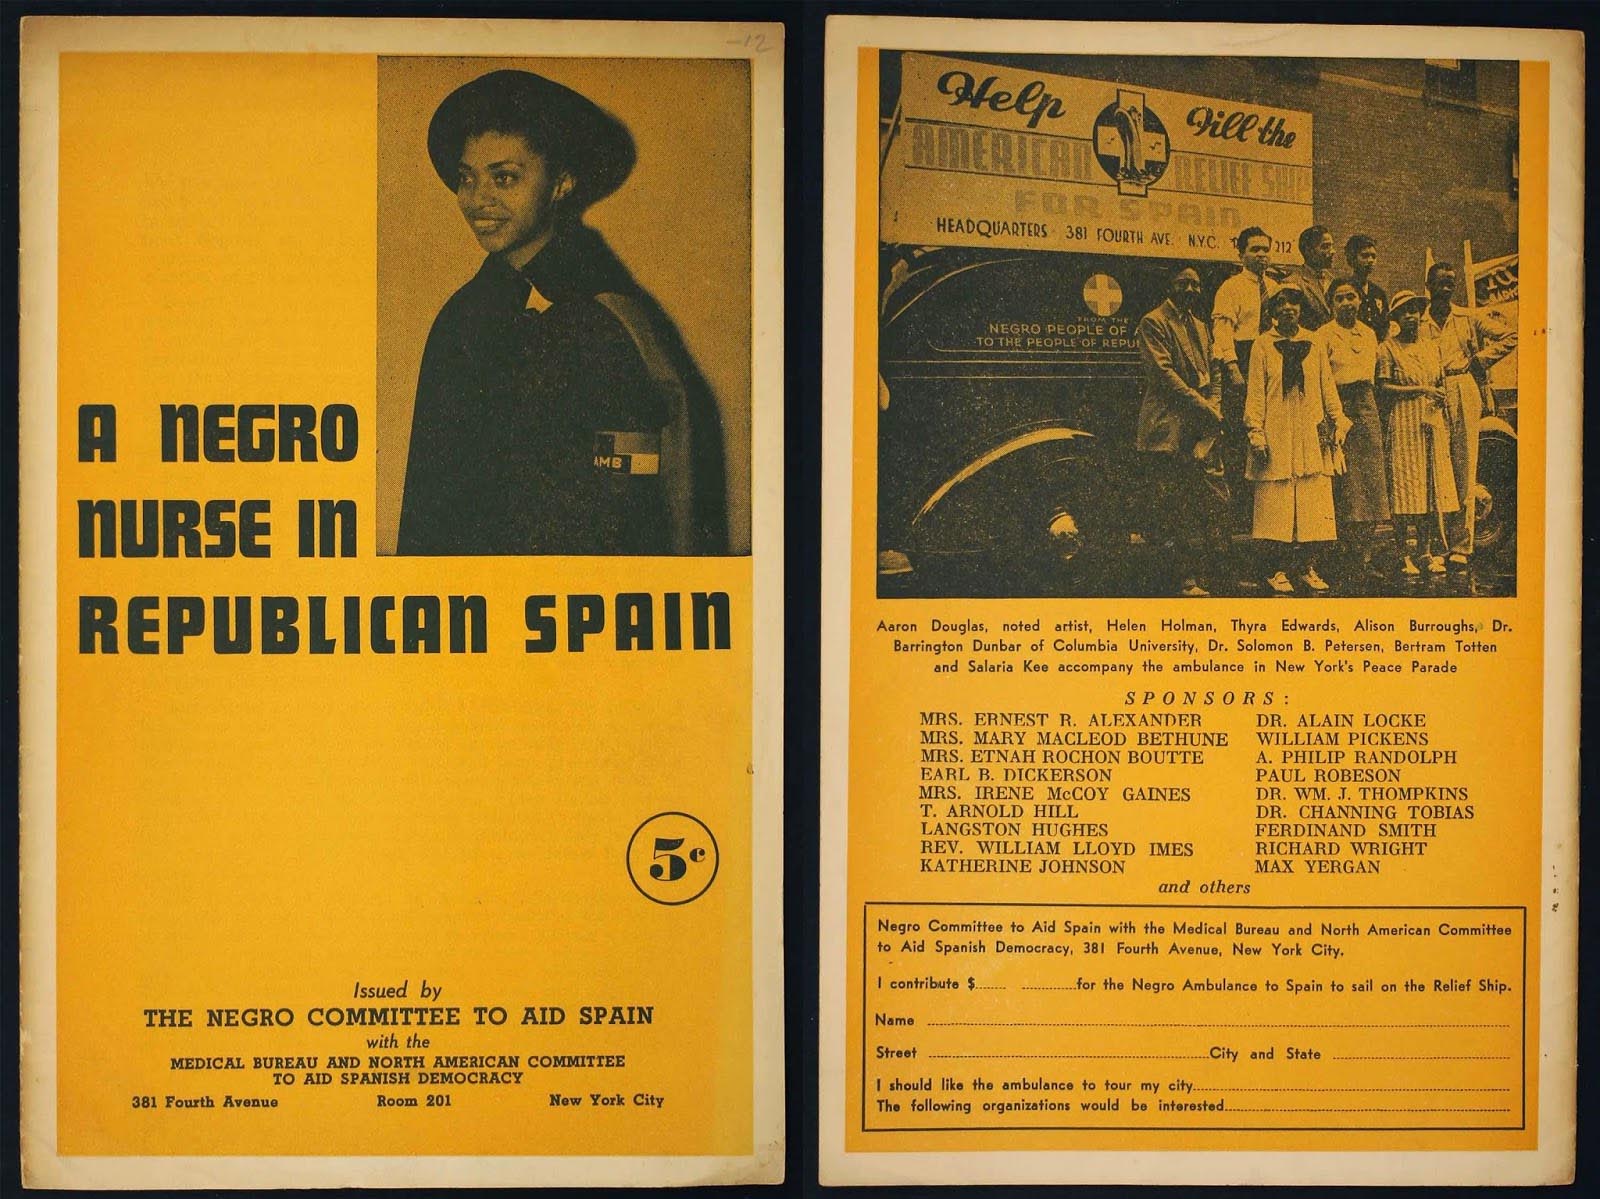 -12
A NEGRO
NURSE IN
REPUBLICAN SPAIN
AMB
5c
Issued by
THE NEGRO COMMITTEE TO AID SPAIN
with the
MEDICAL BUREAU AND NORTH AMERICAN COMMITTEE
TO AID SPANISH DEMOCRACY
381 Fourth Avenue Room 201 New York City
Help Fill the
AMERICAN RELIEF SHIP
FOR SPAIN
HEADQUARTERS 381 FOURTH AVE. N.Y.C. 212
FROM THE
NEGRO PEOPLE OF A
TO THE PEOPLE OF REPU
Aaron Douglas, noted artist, Helen Holman, Thyra Edwards, Alison Burroughs, Dr.
Barrington Dunbar of Columbia University, Dr. Solomon B. Petersen, Bertram Totten
and Salaria Kee accompany the ambulance in New York's Peace Parade
SPONSORS:
MRS. ERNEST R. ALEXANDER
MRS. MARY MACLEOD BETHUNE
MRS. ETNAH ROCHON BOUTTE
EARL B. DICKERSON
MRS. IRENE McCOY GAINES
T. ARNOLD HILL
LANGSTON HUGHES
REV. WILLIAM LLOYD IMES
KATHERINE JOHNSON
DR. ALAIN LOCKE
WILLIAM PICKENS
A. PHILIP RANDOLPH
PAUL ROBESON
DR. WM. J. THOMPKINS
DR. CHANNING TOBIAS
FERDINAND SMITH
RICHARD WRIGHT
MAX YERGAN
and others
Negro Committee to Aid Spain with the Medical Bureau and North American Committee
to Aid Spanish Democracy, 381 Fourth Avenue, New York City.
I contribute $.................for the Negro Ambulance to Spain to sail on the Relief Ship.
Name
Street City and State
I should like the ambulance to tour my city
The following organizations would be interested